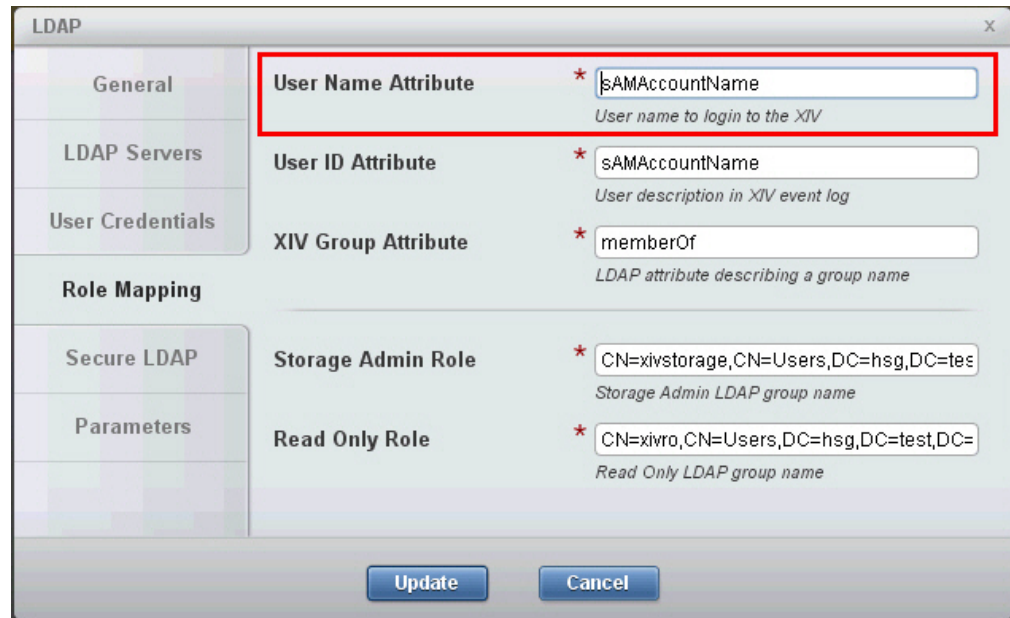 LDAP x
General
LDAP Servers
User Credentials
Role Mapping
Secure LDAP
Parameters
User Name Attribute * sAMAccountName
User name to login to the XIV
User ID Attribute * sAMAccountName
User description in XIV event log
XIV Group Attribute * memberOf
LDAP attribute describing a group name
Storage Admin Role * CN=xivstorage,CN=Users,DC=hsg,DC=tes
Storage Admin LDAP group name
Read Only Role * CN=xivro,CN=Users,DC=hsg,DC=test,DC=
Read Only LDAP group name
Update Cancel